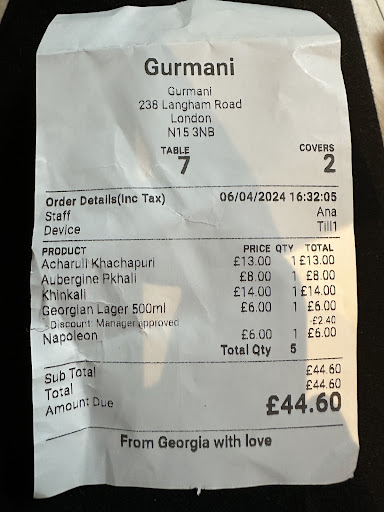 Gurmani
Gurmani
238 Langham Road
London
N15 3NB
TABLE COVERS
7 2
Order Details(Inc Tax) 06/04/2024 16:32:05
Staff Ana
Device Till1
PRODUCT PRICE QTY TOTAL
Acharuli Khachapuri £13.00 1 £13.00
Aubergine Pkhali £8.00 1 £8.00
Khinkali £14.00 1 £14.00
Georgian Lager 500ml £6.00 1 £6.00
Discount: Manager approved -£2.40
Napoleon £6.00 1 £6.00
Total Qty 5
Sub Total £44.60
Total £44.60
Amount Due £44.60
From Georgia with love